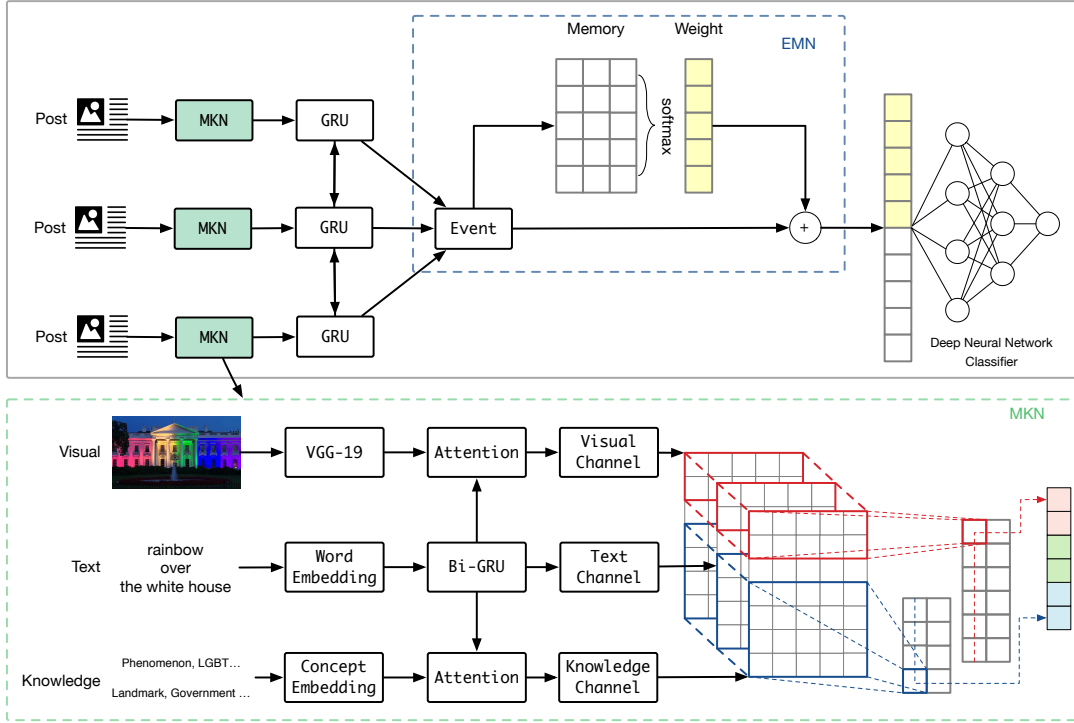 Memory
Weight
EMN
Post
MKN
GRU
softmax
Post
MKN
GRU
Event
+
Post
MKN
GRU
Deep Neural Network
Classifier
MKN
Visual
VGG-19
Attention
Visual
Channel
Text
rainbow
over
the white house
Word
Embedding
Bi-GRU
Text
Channel
Knowledge
Phenomenon, LGBT...
Landmark, Government ...
Concept
Embedding
Attention
Knowledge
Channel